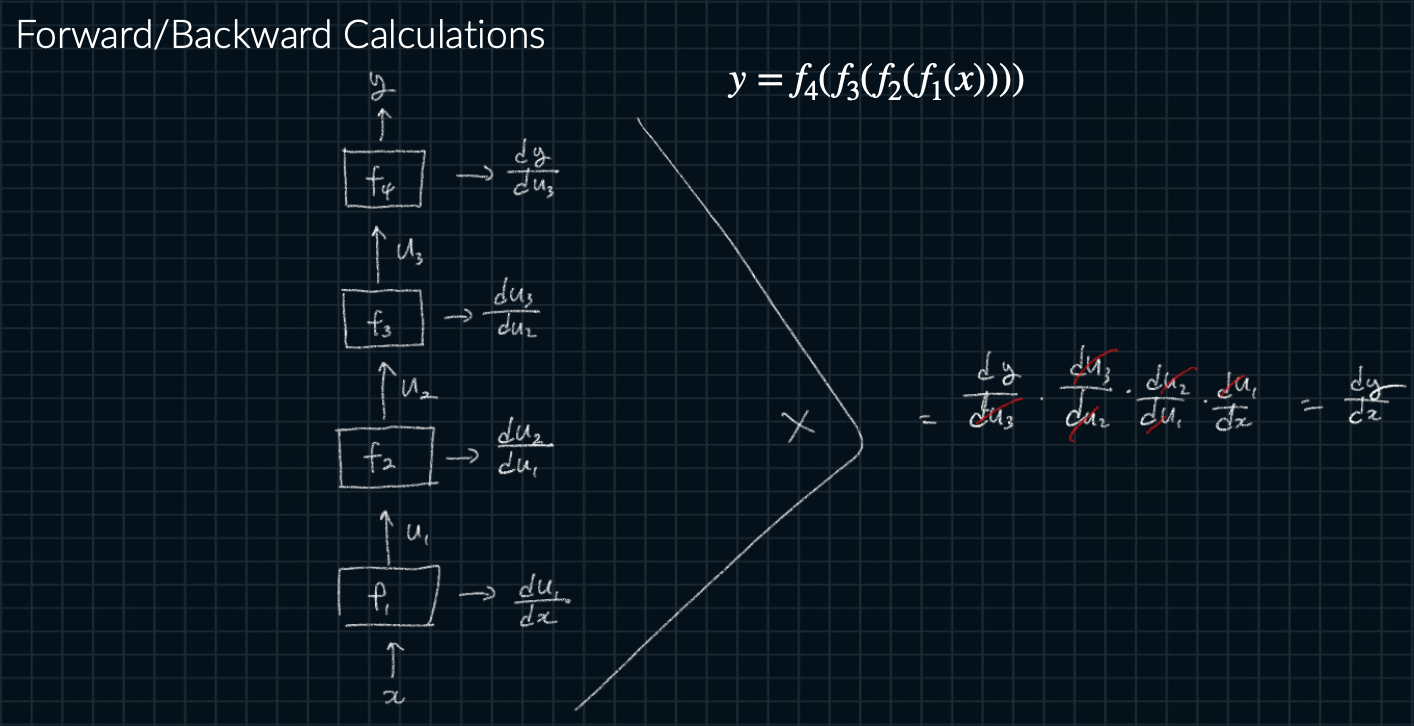 Forward/Backward Calculations
y = f₄(f₃(f₂(f₁(x))))
y
↑
f₄ → dy/du₃
↑ u₃
f₃ → du₃/du₂
↑ u₂
f₂ → du₂/du₁
↑ u₁
f₁ → du₁/dx
↑
x
X
= dy/du₃ · du₃/du₂ · du₂/du₁ · du₁/dx = dy/dx